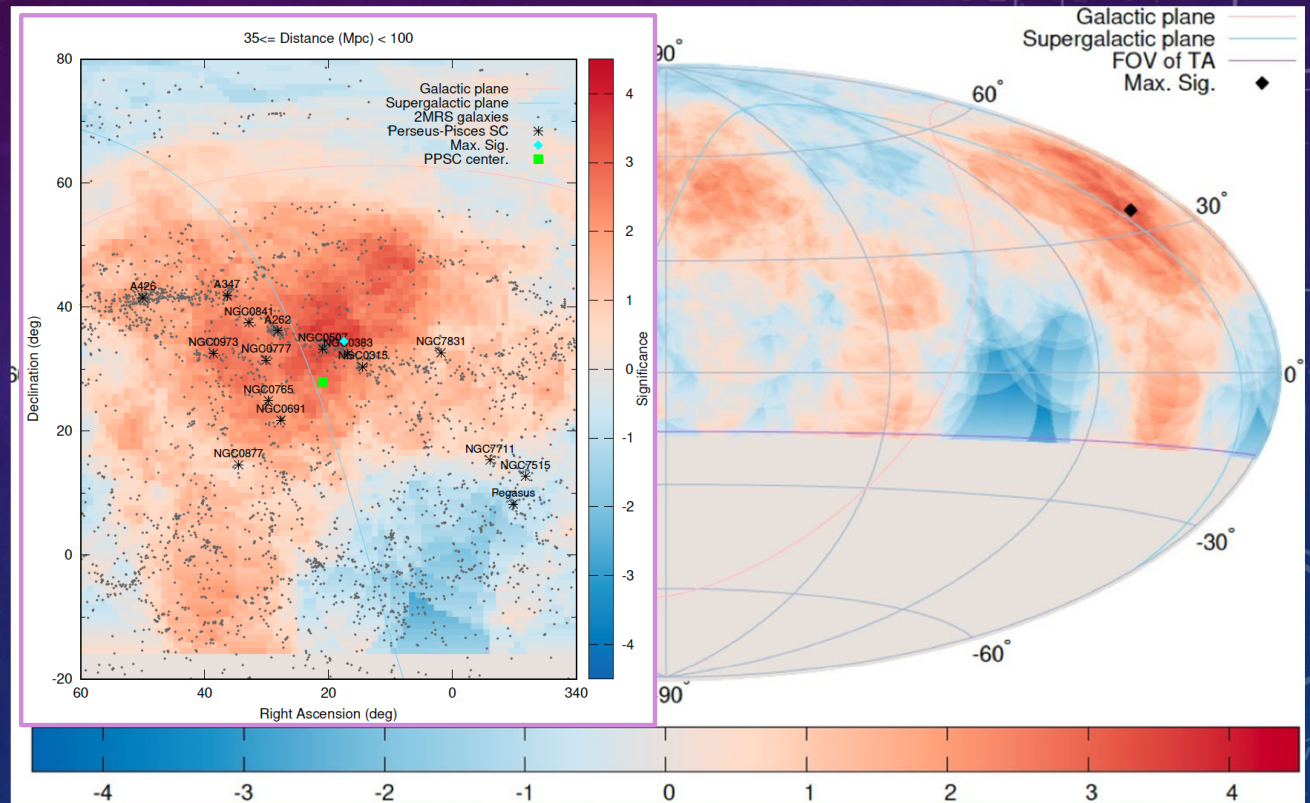 35<= Distance (Mpc) < 100
Galactic plane
Supergalactic plane
2MRS galaxies
Perseus-Pisces SC
Max. Sig.
PPSC center.
80
60
40
20
0
-20
Declination (deg)
60
40
20
0
340
Right Ascension (deg)
A426
A347
NGC0841
A262
NGC0973
NGC0777
NGC0507
NGC0383
NGC0315
NGC7831
NGC0765
NGC0691
NGC0877
NGC7711
NGC7515
Pegasus
4
3
2
1
0
-1
-2
-3
-4
Significance
Galactic plane
Supergalactic plane
FOV of TA
Max. Sig.
90°
60°
30°
0°
-30°
-60°
-4
-3
-2
-1
0
1
2
3
4